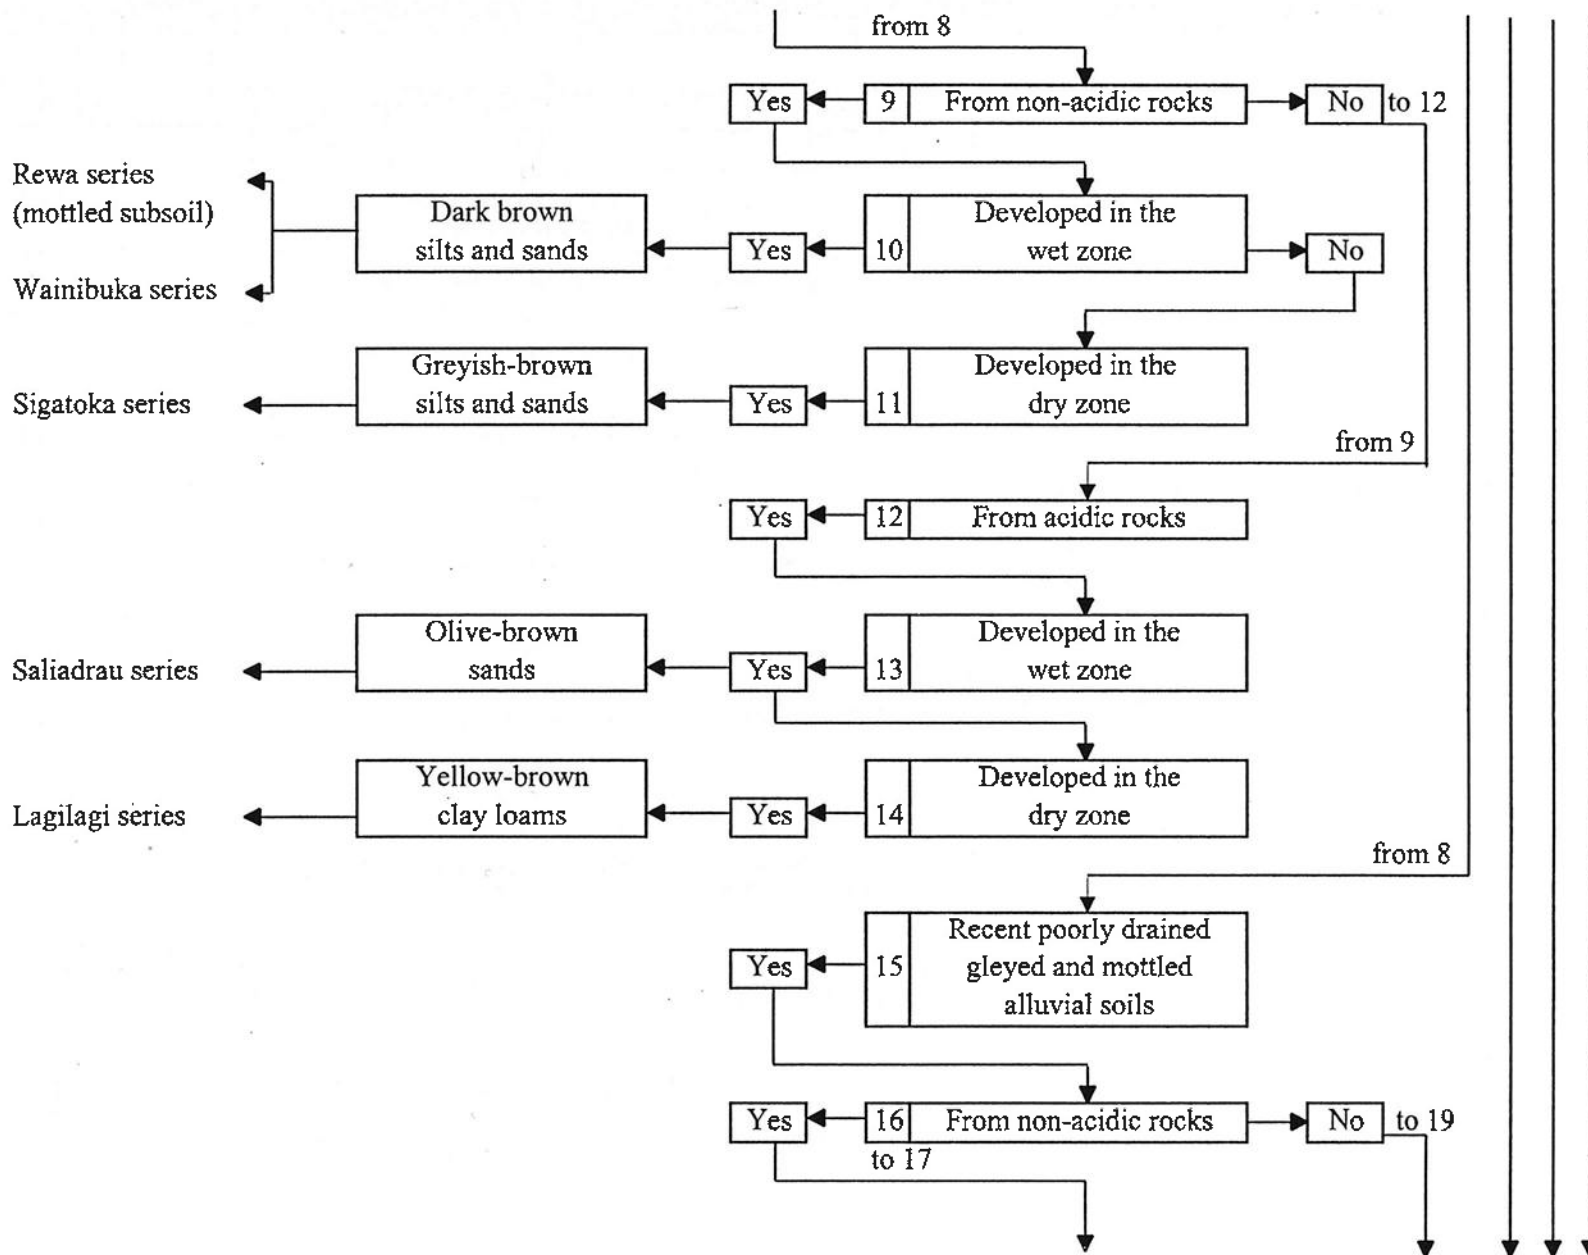 from 8
Yes
9
From non-acidic rocks
No
to 12
Rewa series
(mottled subsoil)
Wainibuka series
Dark brown
silts and sands
Yes
10
Developed in the
wet zone
No
Sigatoka series
Greyish-brown
silts and sands
Yes
11
Developed in the
dry zone
from 9
Yes
12
From acidic rocks
Saliadrau series
Olive-brown
sands
Yes
13
Developed in the
wet zone
Lagilagi series
Yellow-brown
clay loams
Yes
14
Developed in the
dry zone
from 8
Yes
15
Recent poorly drained
gleyed and mottled
alluvial soils
Yes
16
From non-acidic rocks
No
to 19
to 17